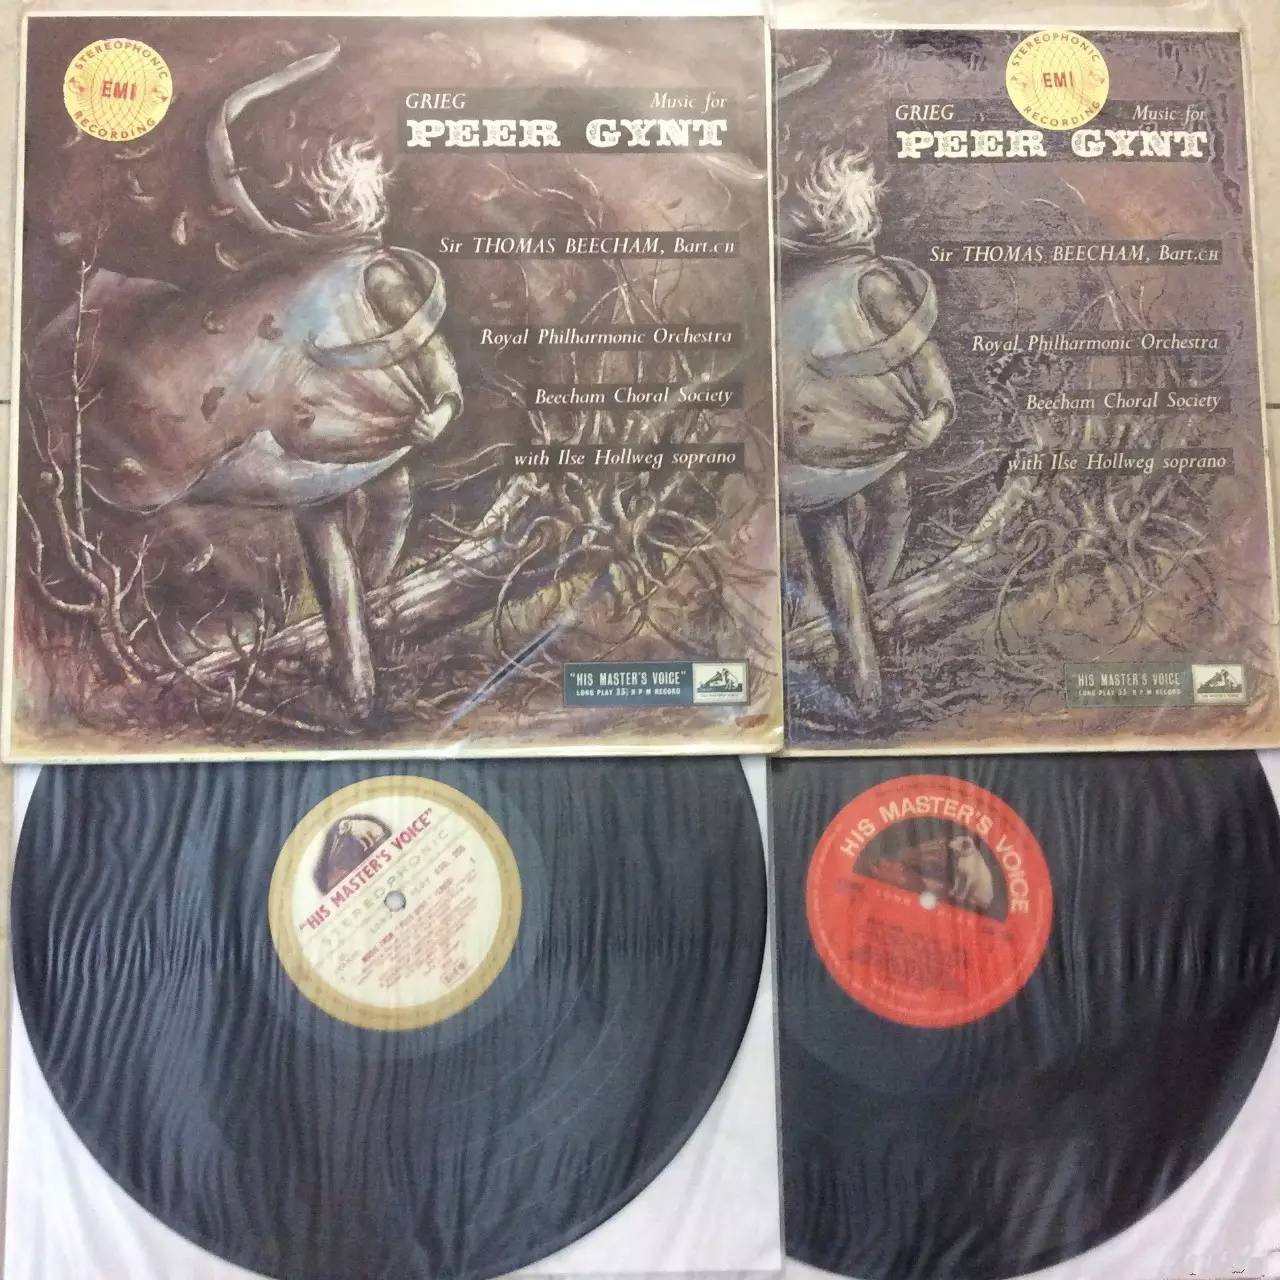 STEREOPHONIC
EMI
RECORDING
GRIEG Music for
PEER GYNT
Sir THOMAS BEECHAM, Bart.CH
Royal Philharmonic Orchestra
Beecham Choral Society
with Ilse Hollweg soprano
"HIS MASTER'S VOICE"
LONG PLAY 33⅓ R P M RECORD
STEREOPHONIC
EMI
RECORDING
GRIEG Music for
PEER GYNT
Sir THOMAS BEECHAM, Bart.CH
Royal Philharmonic Orchestra
Beecham Choral Society
with Ilse Hollweg soprano
"HIS MASTER'S VOICE"
LONG PLAY 33⅓ R P M RECORD
"HIS MASTER'S VOICE"
STEREOPHONIC
HIS MASTER'S VOICE